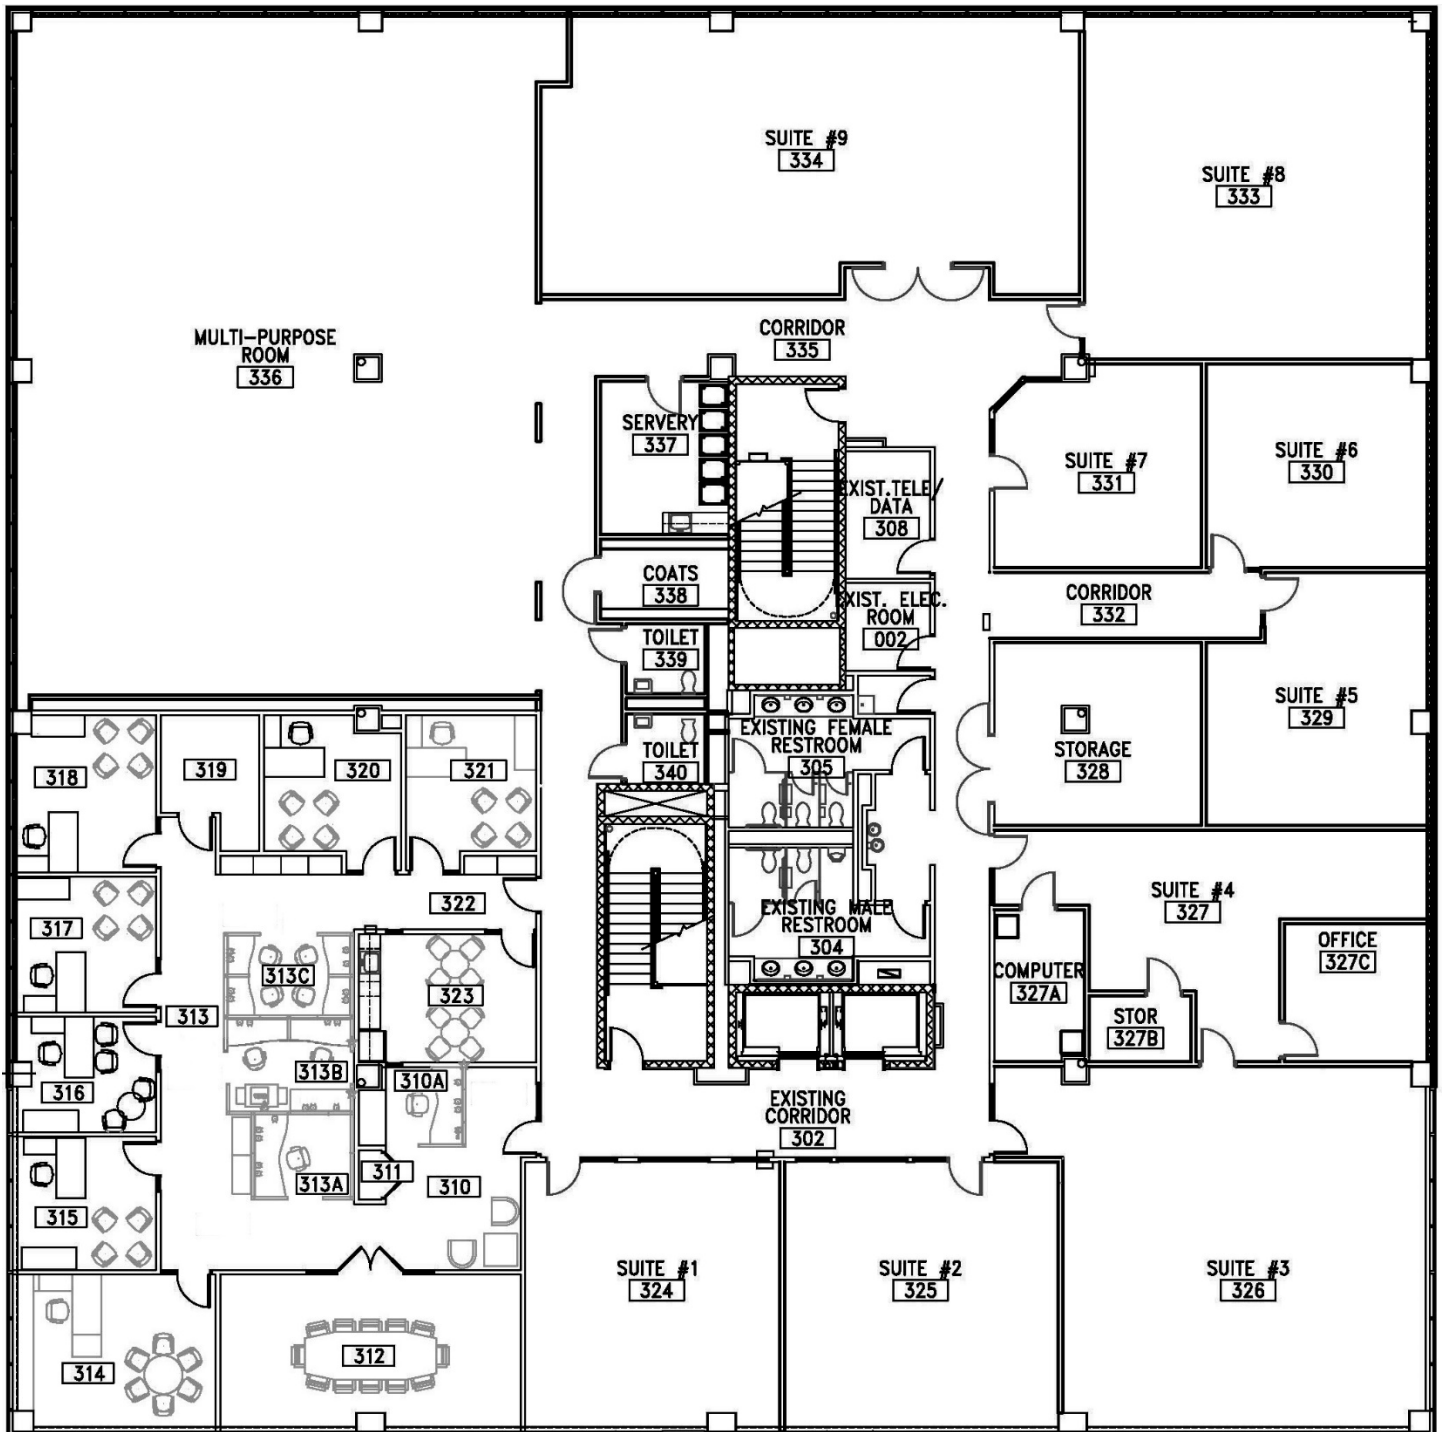 SUITE #9
334
SUITE #8
333
MULTI-PURPOSE
ROOM
336
CORRIDOR
335
SERVERY
337
SUITE #7
331
SUITE #6
330
EXIST.TELE/
DATA
308
COATS
338
XIST. ELEC.
ROOM
002
CORRIDOR
332
TOILET
339
SUITE #5
329
TOILET
340
EXISTING FEMALE
RESTROOM
305
STORAGE
328
318
319
320
321
322
SUITE #4
327
317
313C
323
EXISTING MALE
RESTROOM
304
COMPUTER
327A
OFFICE
327C
313
STOR
327B
316
313B
310A
EXISTING
CORRIDOR
302
315
313A
311
310
SUITE #1
324
SUITE #2
325
SUITE #3
326
314
312